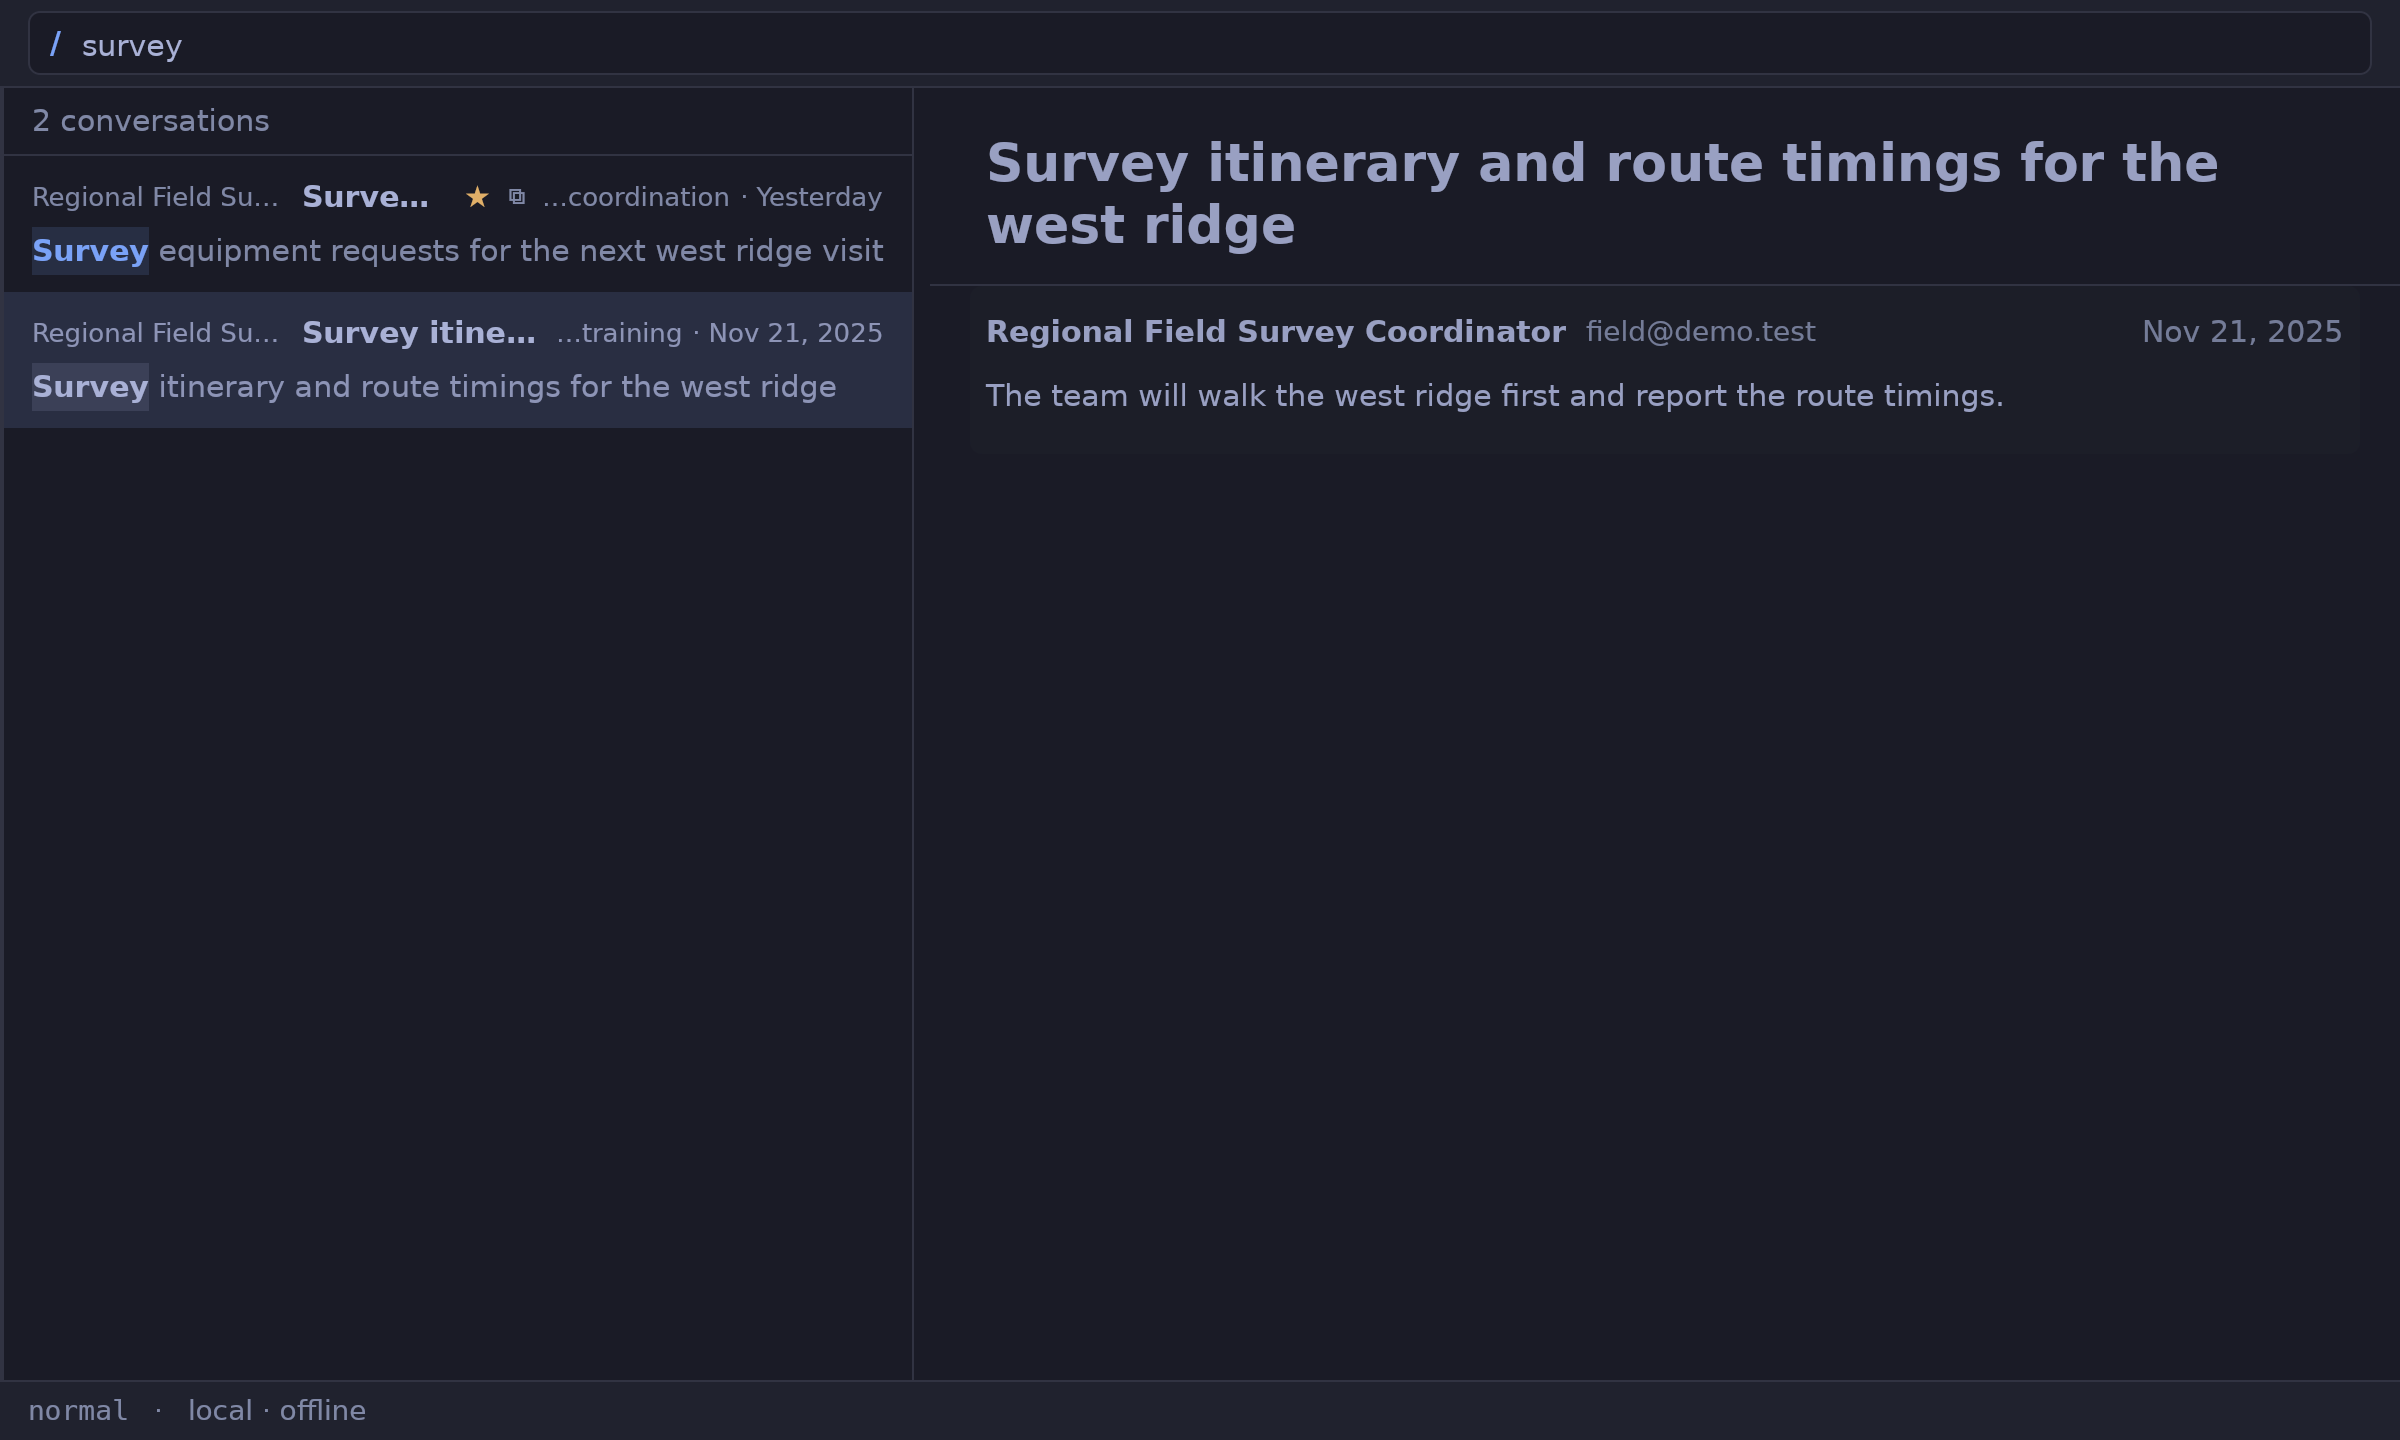 / survey
2 conversations
Regional Field Su… Surve… ★ ⧉ …coordination · Yesterday
Survey equipment requests for the next west ridge visit
Regional Field Su… Survey itine… …training · Nov 21, 2025
Survey itinerary and route timings for the west ridge
Survey itinerary and route timings for the
west ridge
Regional Field Survey Coordinator field@demo.test Nov 21, 2025
The team will walk the west ridge first and report the route timings.
normal · local · offline